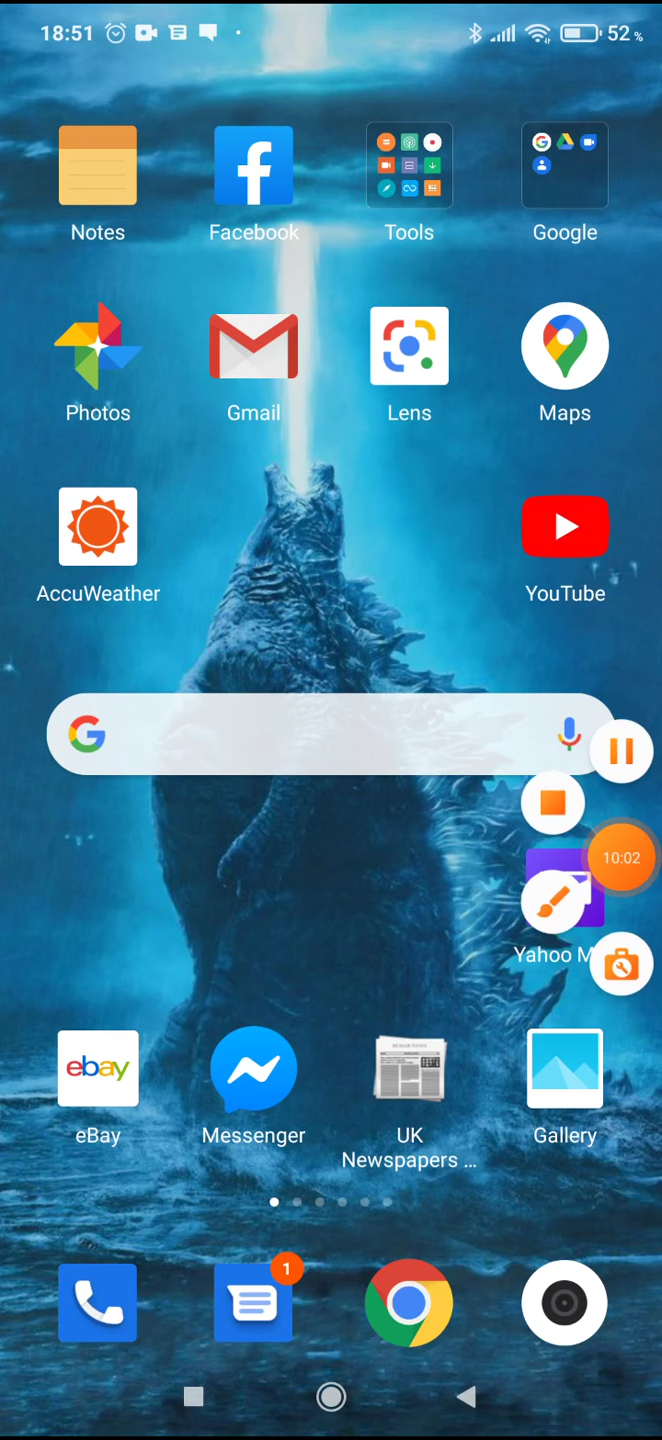 18:51
52 %
Notes
Facebook
Tools
Google
Photos
Gmail
Lens
Maps
AccuWeather
YouTube
10:02
Yahoo M
ebay
eBay
Messenger
UK
Newspapers ...
Gallery
1